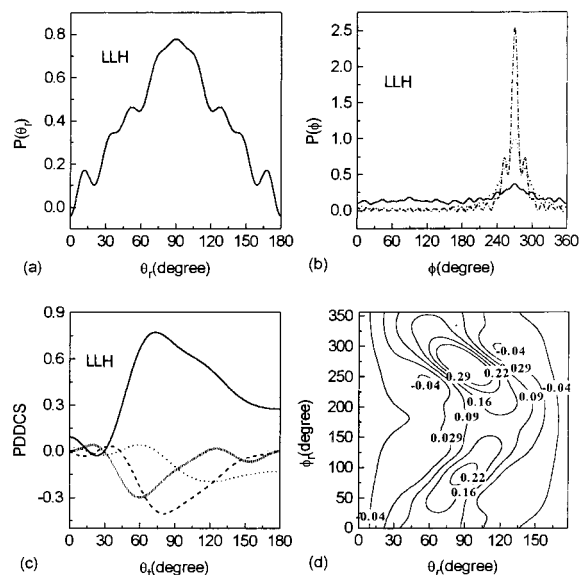 0.8
0.6
0.4
0.2
0.0
P(θr)
LLH
0 30 60 90 120 150 180
(a) θr(degree)
2.5
2.0
1.5
1.0
0.5
0.0
P(ϕ)
LLH
0 60 120 180 240 300 360
(b) ϕ(degree)
0.9
0.6
0.3
0.0
-0.3
PDDCS
LLH
0 30 60 90 120 150 180
(c) θr(degree)
350
300
250
200
150
100
50
0
ϕr(degree)
-0.04
0.029
-0.04
0.29
0.22
-0.04
0.09
0.16
0.09
0.029
0.22
-0.04
0.16
0 30 60 90 120 150
(d) θr(degree)